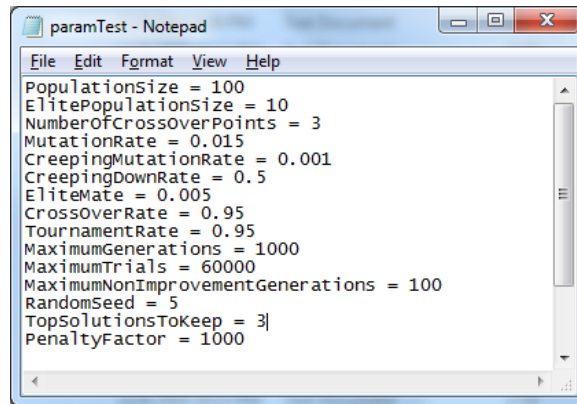 paramTest - Notepad
File Edit Format View Help
PopulationSize = 100
ElitePopulationSize = 10
NumberOfCrossOverPoints = 3
MutationRate = 0.015
CreepingMutationRate = 0.001
CreepingDownRate = 0.5
EliteMate = 0.005
CrossOverRate = 0.95
TournamentRate = 0.95
MaximumGenerations = 1000
MaximumTrials = 60000
MaximumNonImprovementGenerations = 100
RandomSeed = 5
TopSolutionsToKeep = 3
PenaltyFactor = 1000